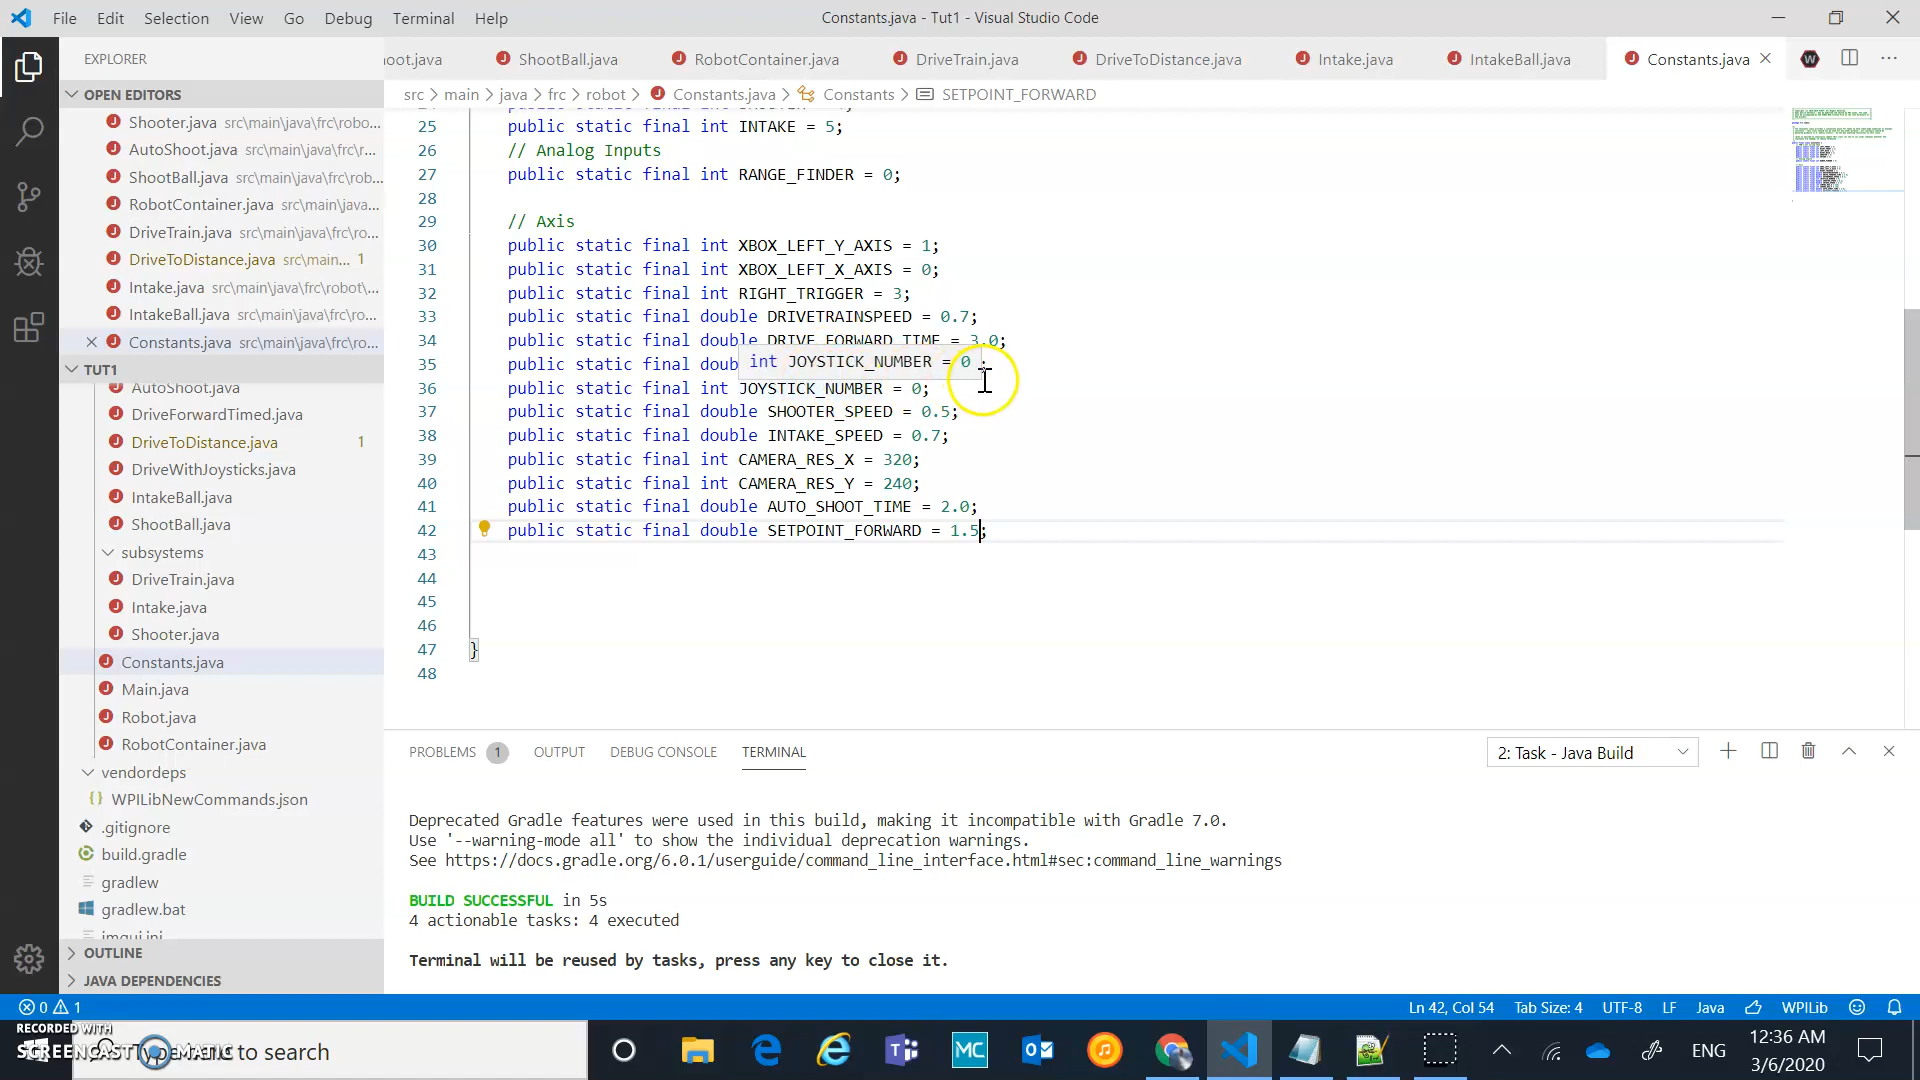 File Edit Selection View Go Debug Terminal Help
Constants.java - Tut1 - Visual Studio Code
EXPLORER
oot.java ShootBall.java RobotContainer.java DriveTrain.java DriveToDistance.java Intake.java IntakeBall.java Constants.java
OPEN EDITORS
src > main > java > frc > robot > Constants.java > Constants > SETPOINT_FORWARD
Shooter.java src\main\java\frc\robo...
AutoShoot.java src\main\java\frc\r...
ShootBall.java src\main\java\frc\rob...
RobotContainer.java src\main\java...
DriveTrain.java src\main\java\frc\ro...
DriveToDistance.java src\main... 1
Intake.java src\main\java\frc\robot\...
IntakeBall.java src\main\java\frc\ro...
Constants.java src\main\java\frc\ro...
TUT1
AutoShoot.java
DriveForwardTimed.java
DriveToDistance.java 1
DriveWithJoysticks.java
IntakeBall.java
ShootBall.java
subsystems
DriveTrain.java
Intake.java
Shooter.java
Constants.java
Main.java
Robot.java
RobotContainer.java
vendordeps
{} WPILibNewCommands.json
.gitignore
build.gradle
gradlew
gradlew.bat
imgui.ini
OUTLINE
JAVA DEPENDENCIES
25 public static final int INTAKE = 5;
26 // Analog Inputs
27 public static final int RANGE_FINDER = 0;
28
29 // Axis
30 public static final int XBOX_LEFT_Y_AXIS = 1;
31 public static final int XBOX_LEFT_X_AXIS = 0;
32 public static final int RIGHT_TRIGGER = 3;
33 public static final double DRIVETRAINSPEED = 0.7;
34 public static final double DRIVE_FORWARD_TIME = 3.0;
int JOYSTICK_NUMBER = 0
35 public static final doub ;
36 public static final int JOYSTICK_NUMBER = 0;
37 public static final double SHOOTER_SPEED = 0.5;
38 public static final double INTAKE_SPEED = 0.7;
39 public static final int CAMERA_RES_X = 320;
40 public static final int CAMERA_RES_Y = 240;
41 public static final double AUTO_SHOOT_TIME = 2.0;
42 public static final double SETPOINT_FORWARD = 1.5;
43
44
45
46
47 }
48
PROBLEMS 1 OUTPUT DEBUG CONSOLE TERMINAL
2: Task - Java Build
Deprecated Gradle features were used in this build, making it incompatible with Gradle 7.0.
Use '--warning-mode all' to show the individual deprecation warnings.
See https://docs.gradle.org/6.0.1/userguide/command_line_interface.html#sec:command_line_warnings
BUILD SUCCESSFUL in 5s
4 actionable tasks: 4 executed
Terminal will be reused by tasks, press any key to close it.
0 1
Ln 42, Col 54 Tab Size: 4 UTF-8 LF Java WPILib
RECORDED WITH
SCREENCAST MATIC
Type here to search
MC
ENG
12:36 AM
3/6/2020